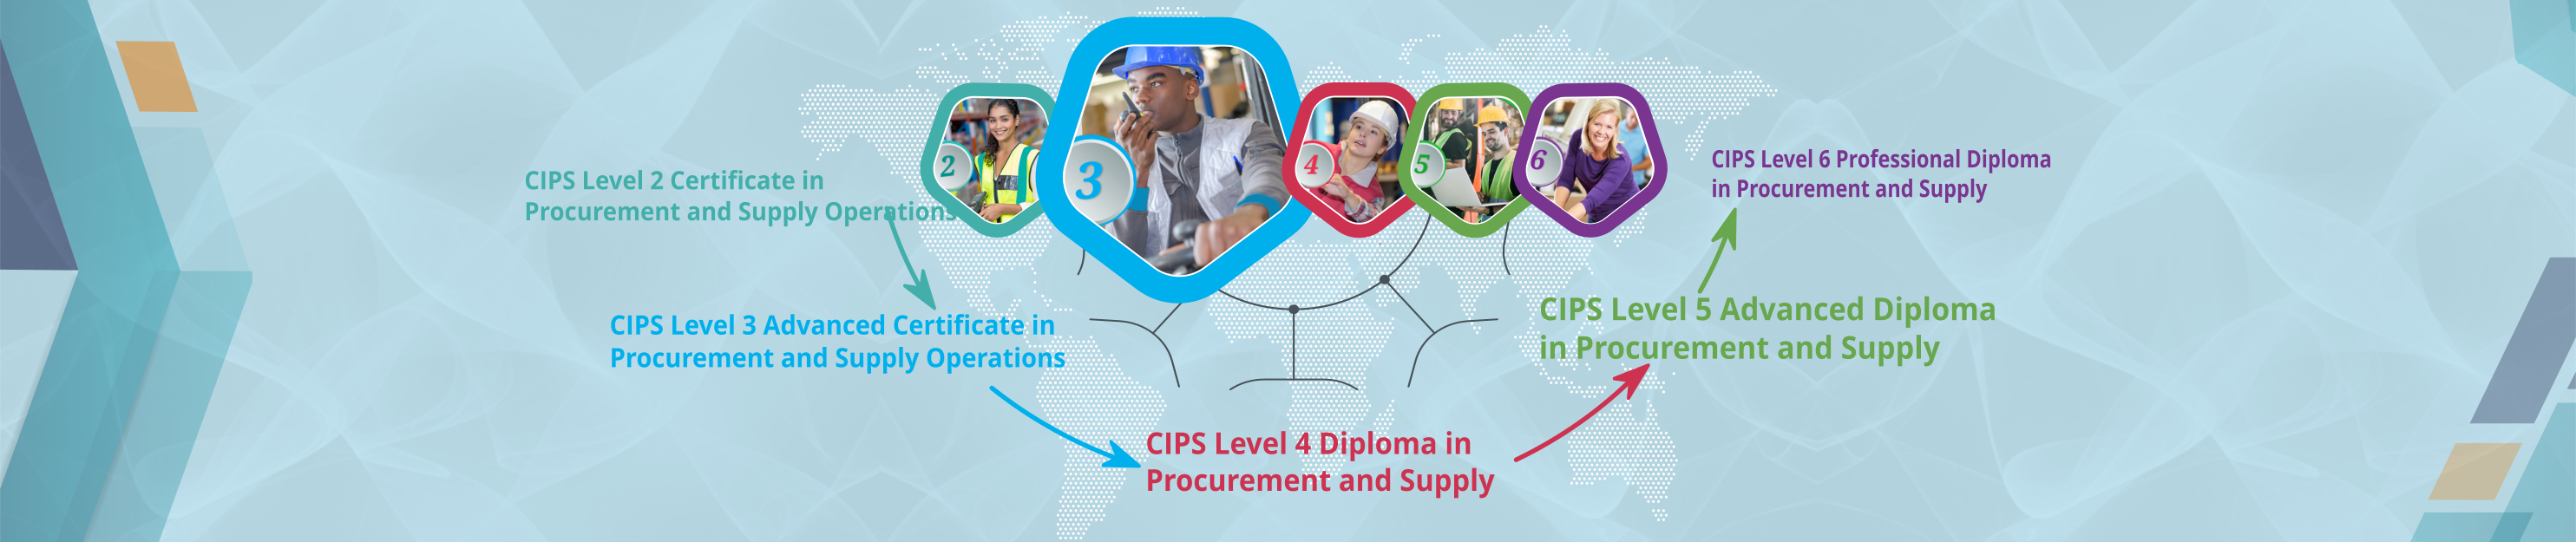 CIPS Level 2 Certificate in
Procurement and Supply Operations
CIPS Level 3 Advanced Certificate in
Procurement and Supply Operations
CIPS Level 4 Diploma in
Procurement and Supply
CIPS Level 5 Advanced Diploma
in Procurement and Supply
CIPS Level 6 Professional Diploma
in Procurement and Supply
2
3
4
5
6